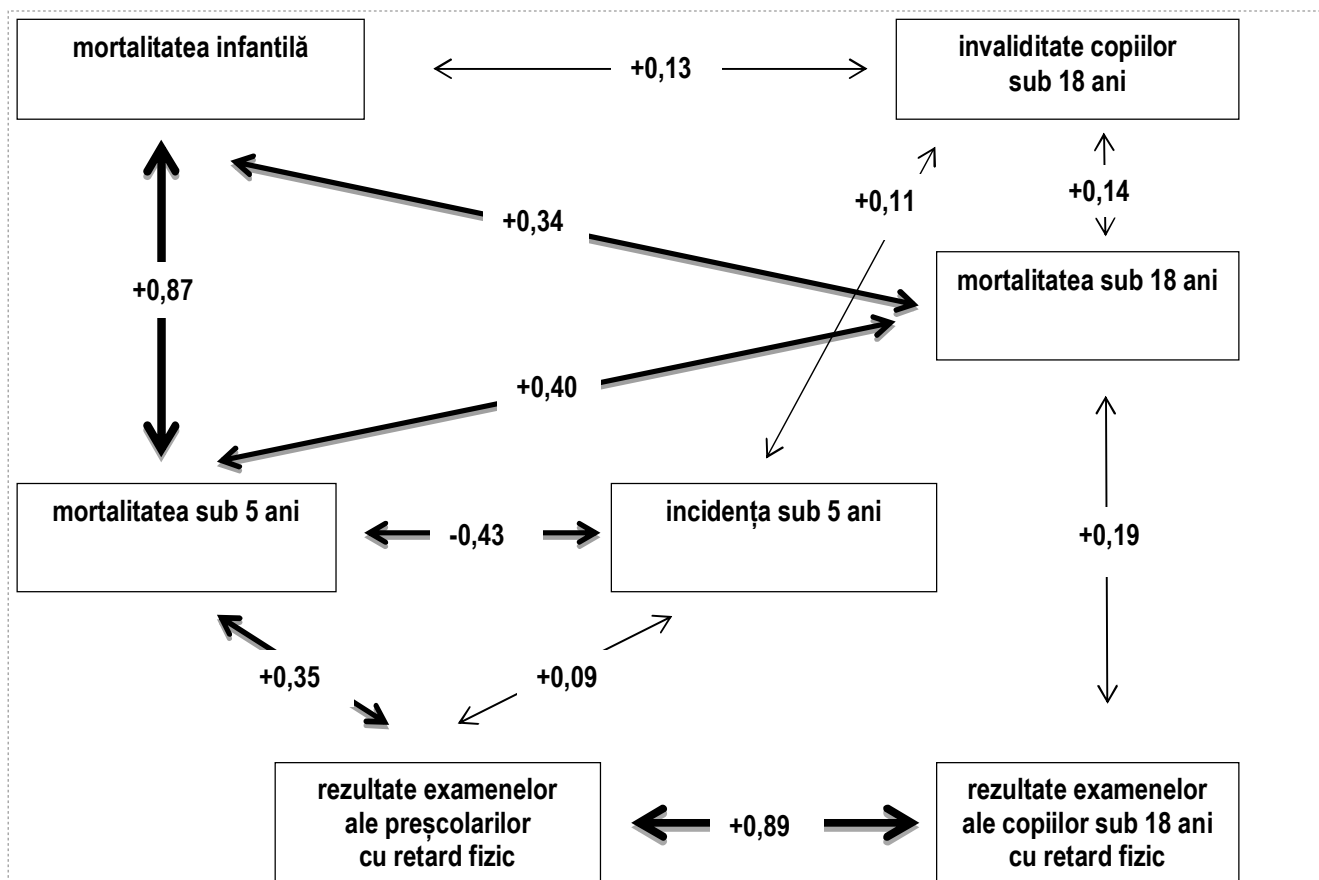 mortalitatea infantilă
+0,13
invaliditate copiilor
sub 18 ani
+0,11
+0,14
+0,34
+0,87
mortalitatea sub 18 ani
+0,40
mortalitatea sub 5 ani
-0,43
incidența sub 5 ani
+0,19
+0,35
+0,09
rezultate examenelor
ale preșcolarilor
cu retard fizic
+0,89
rezultate examenelor
ale copiilor sub 18 ani
cu retard fizic